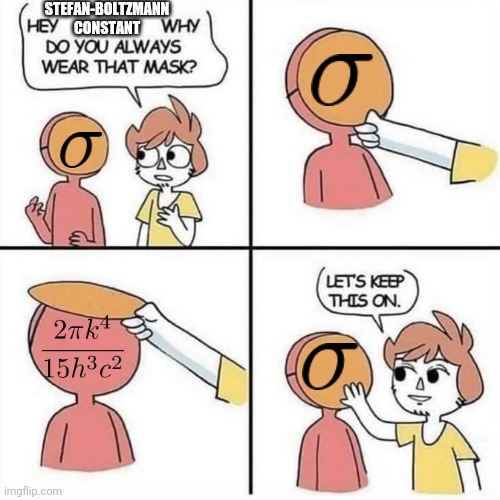 STEFAN-BOLTZMANN
CONSTANT
HEY WHY
DO YOU ALWAYS
WEAR THAT MASK?
σ
σ
2πk⁴
15h³c²
LET'S KEEP
THIS ON.
σ
imgflip.com